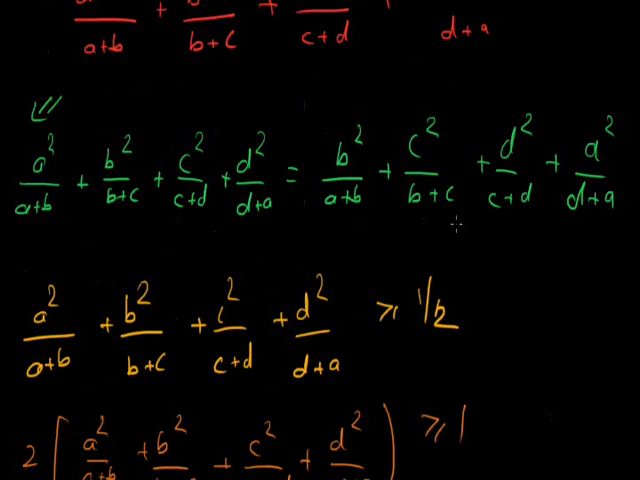 a+b + b+c + c+d d+a
a²/a+b + b²/b+c + c²/c+d + d²/d+a = b²/a+b + c²/b+c + d²/c+d + a²/d+a
a²/a+b + b²/b+c + c²/c+d + d²/d+a ≥ 1/2
2 [ a²/a+b + b² + c² + d² ) ≥ 1